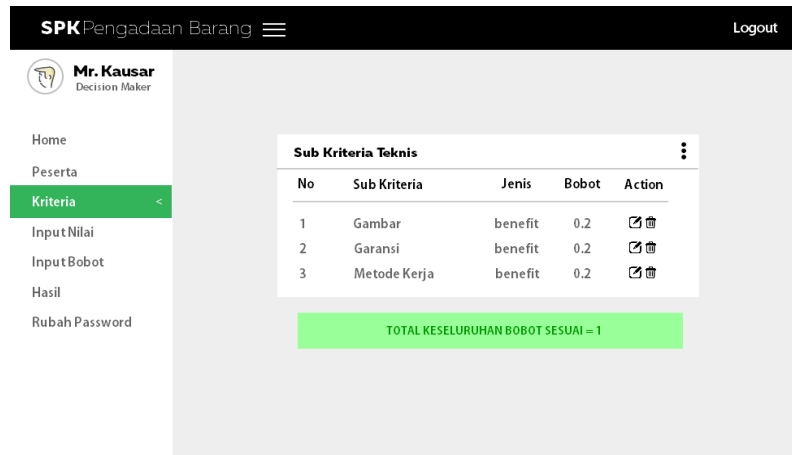 SPK Pengadaan Barang
Logout
Mr. Kausar
Decision Maker
Home
Peserta
Kriteria <
Input Nilai
Input Bobot
Hasil
Rubah Password
Sub Kriteria Teknis
No Sub Kriteria Jenis Bobot Action
1 Gambar benefit 0.2
2 Garansi benefit 0.2
3 Metode Kerja benefit 0.2
TOTAL KESELURUHAN BOBOT SESUAI = 1